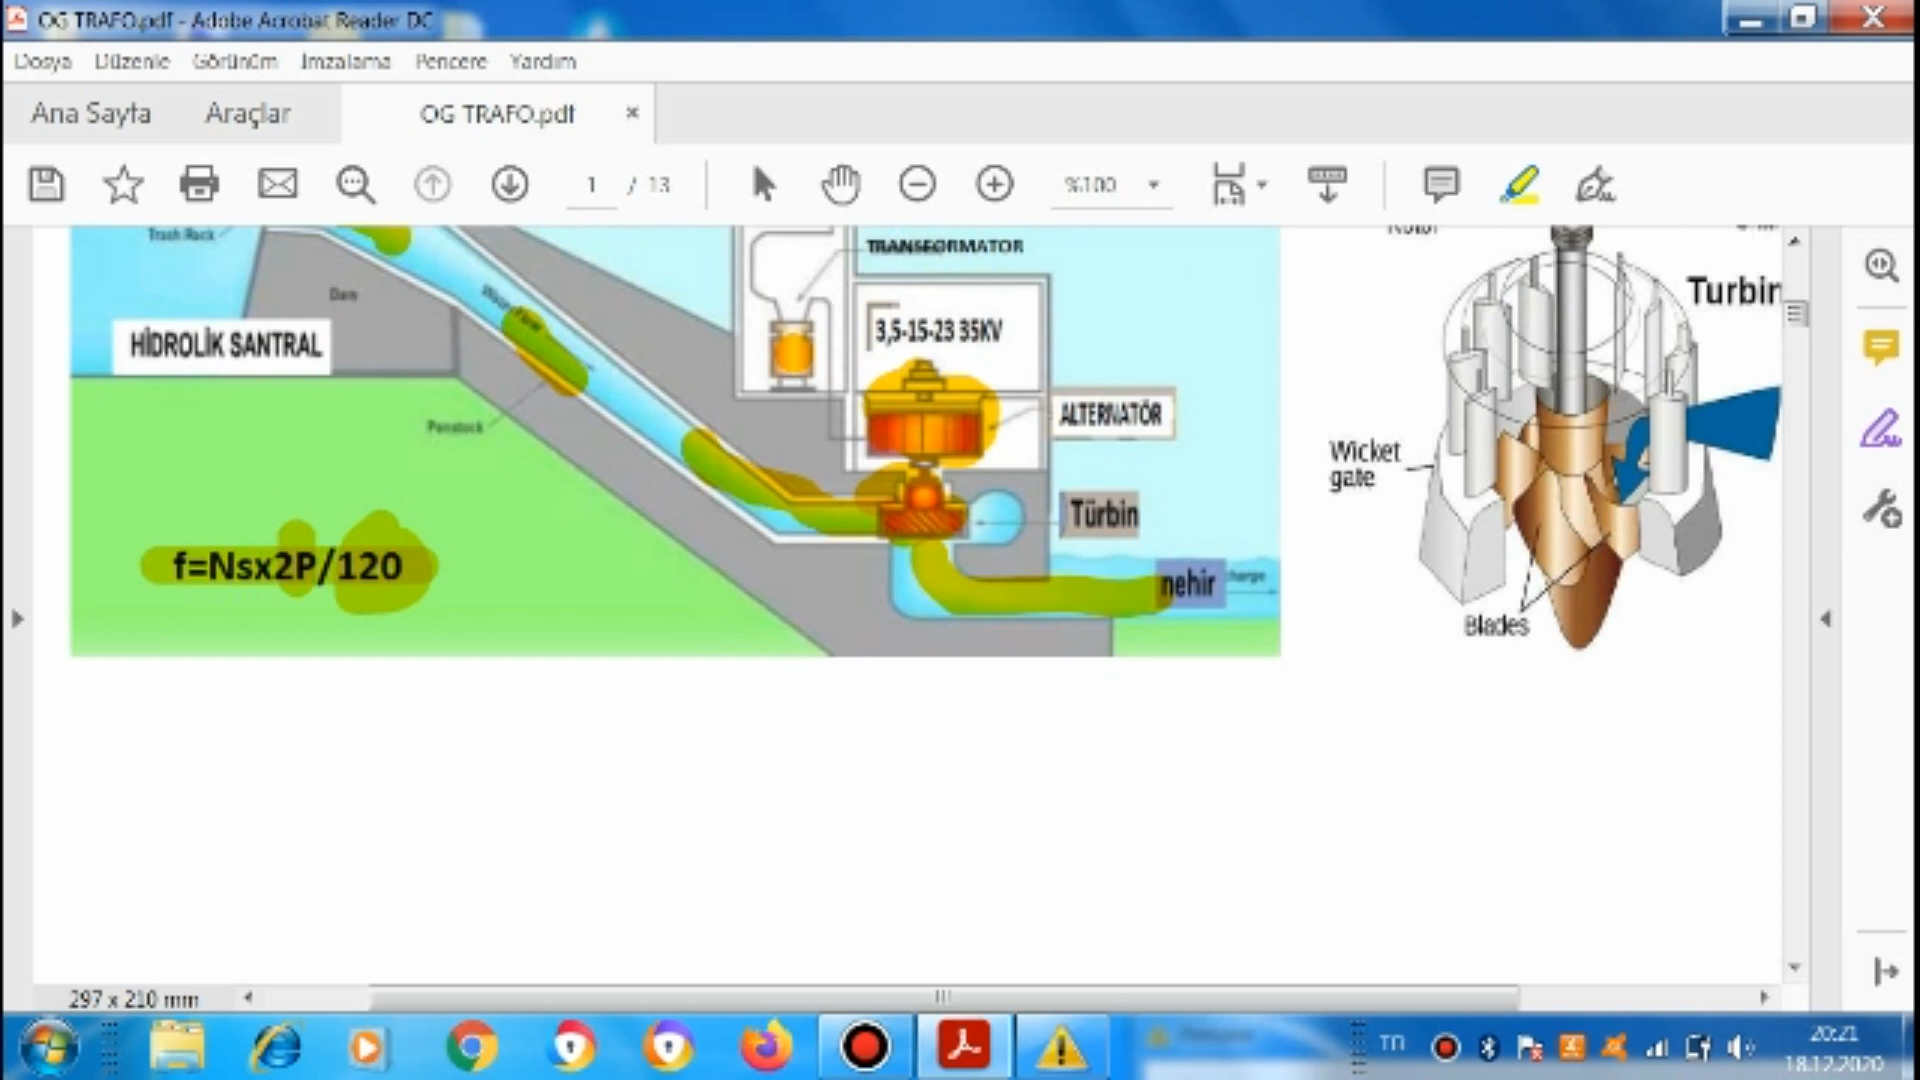 OG TRAFO.pdf - Adobe Acrobat Reader DC
Dosya Düzenle Görünüm İmzalama Pencere Yardım
Ana Sayfa Araçlar OG TRAFO.pdf ×
1 / 13 %100
Trash Rack
TRANSFORMATOR
Turbin
Dam
HİDROLİK SANTRAL
3,5-15-23 35KV
ALTERNATÖR
Penstock
Wicket
gate
Türbin
f=Nsx2P/120
nehir
Blades
297 x 210 mm
TR
20:21
18.12.2020